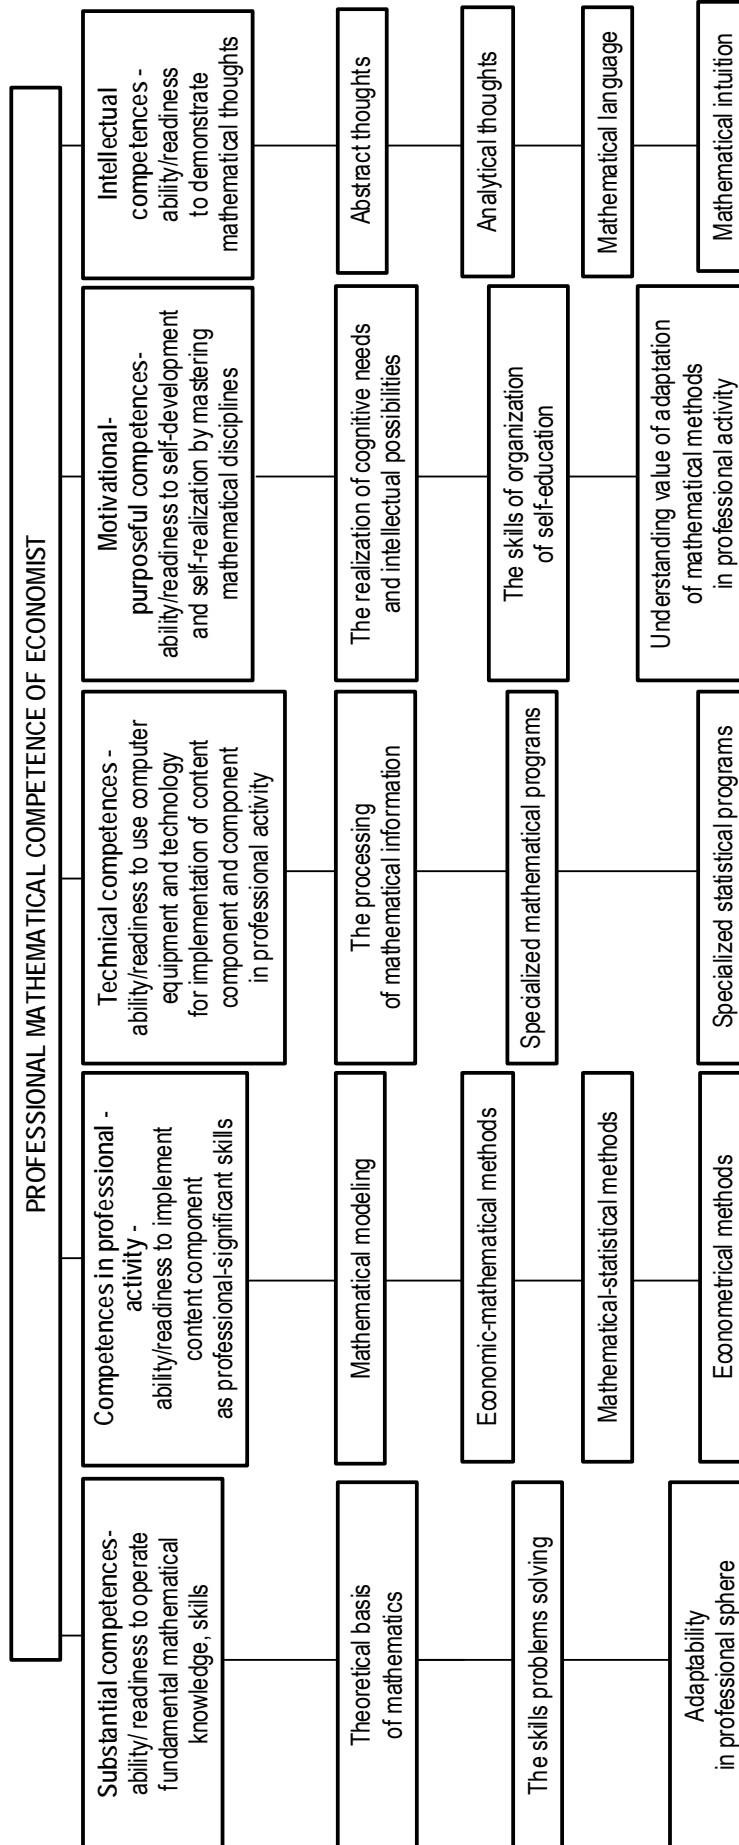 PROFESSIONAL MATHEMATICAL COMPETENCE OF ECONOMIST
Substantial competences-
ability/ readiness to operate
fundamental mathematical
knowledge, skills
Theoretical basis
of mathematics
The skills problems solving
Adaptability
in professional sphere
Competences in professional -
activity -
ability/readiness to implement
content component
as professional-significant skills
Mathematical modeling
Economic-mathematical methods
Mathematical-statistical methods
Econometrical methods
Technical competences -
ability/readiness to use computer
equipment and technology
for implementation of content
component and component
in professional activity
The processing
of mathematical information
Specialized mathematical programs
Specialized statistical programs
Motivational-
purposeful competences-
ability/readiness to self-development
and self-realization by mastering
mathematical disciplines
The realization of cognitive needs
and intellectual possibilities
The skills of organization
of self-education
Understanding value of adaptation
of mathematical methods
in professional activity
Intellectual
competences -
ability/readiness
to demonstrate
mathematical thoughts
Abstract thoughts
Analytical thoughts
Mathematical language
Mathematical intuition